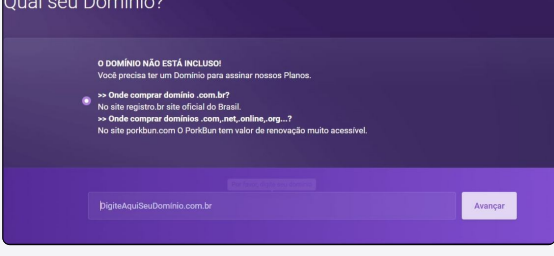 Qual seu Domínio?
O DOMÍNIO NÃO ESTÁ INCLUSO!
Você precisa ter um Domínio para assinar nossos Planos.
>> Onde comprar domínio .com.br?
No site registro.br site oficial do Brasil.
>> Onde comprar domínios .com,.net,.online,.org...?
No site porkbun.com O PorkBun tem valor de renovação muito acessível.
DigiteAquiSeuDominio.com.br
Avançar